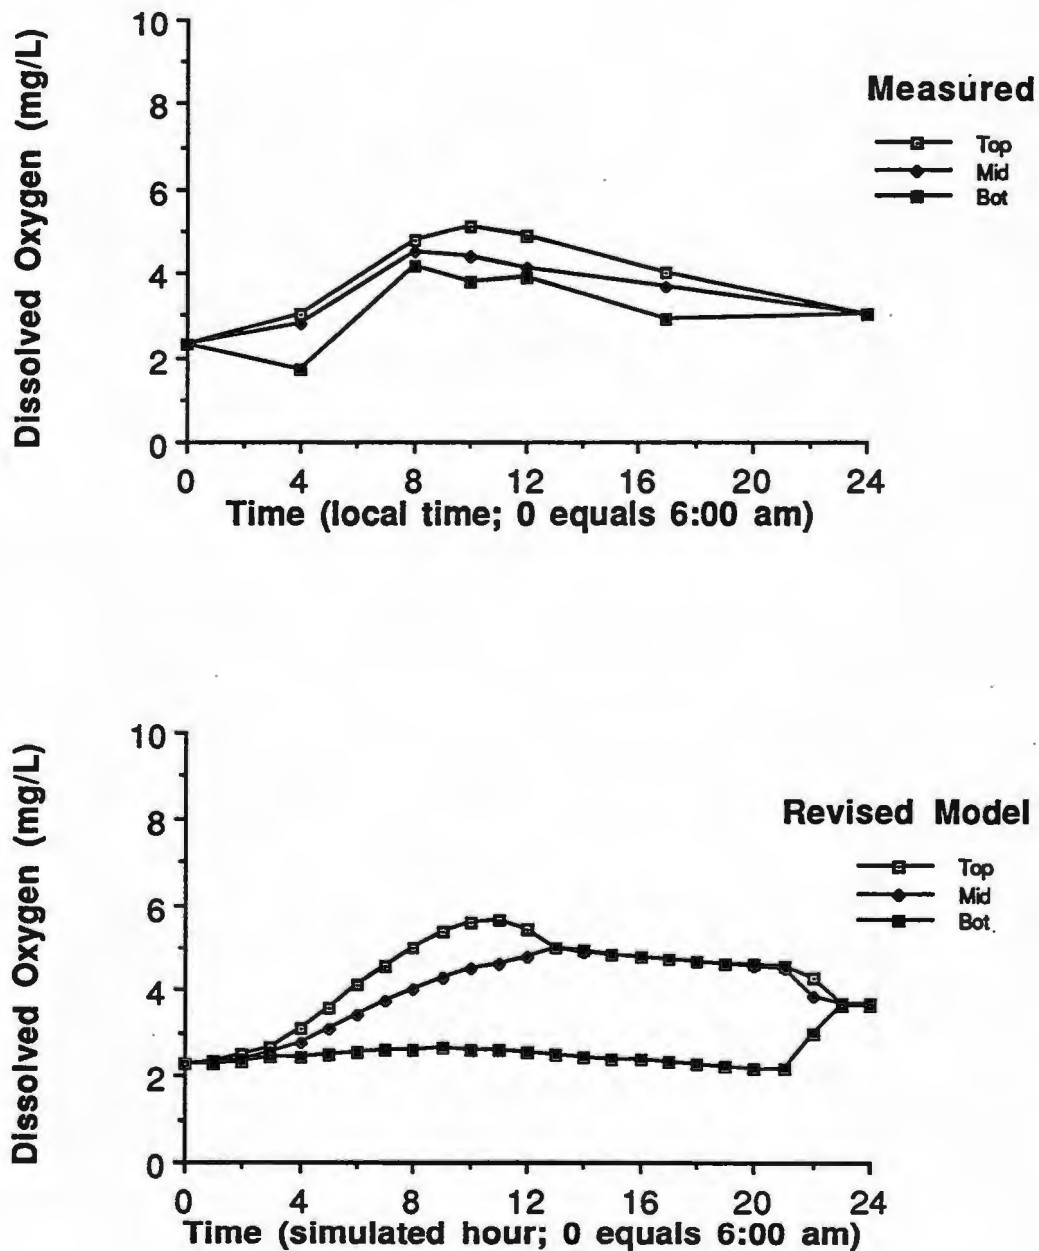 Dissolved Oxygen (mg/L)
10
8
6
4
2
0
0 4 8 12 16 20 24
Time (local time; 0 equals 6:00 am)
Measured
Top
Mid
Bot
Dissolved Oxygen (mg/L)
10
8
6
4
2
0
0 4 8 12 16 20 24
Time (simulated hour; 0 equals 6:00 am)
Revised Model
Top
Mid
Bot